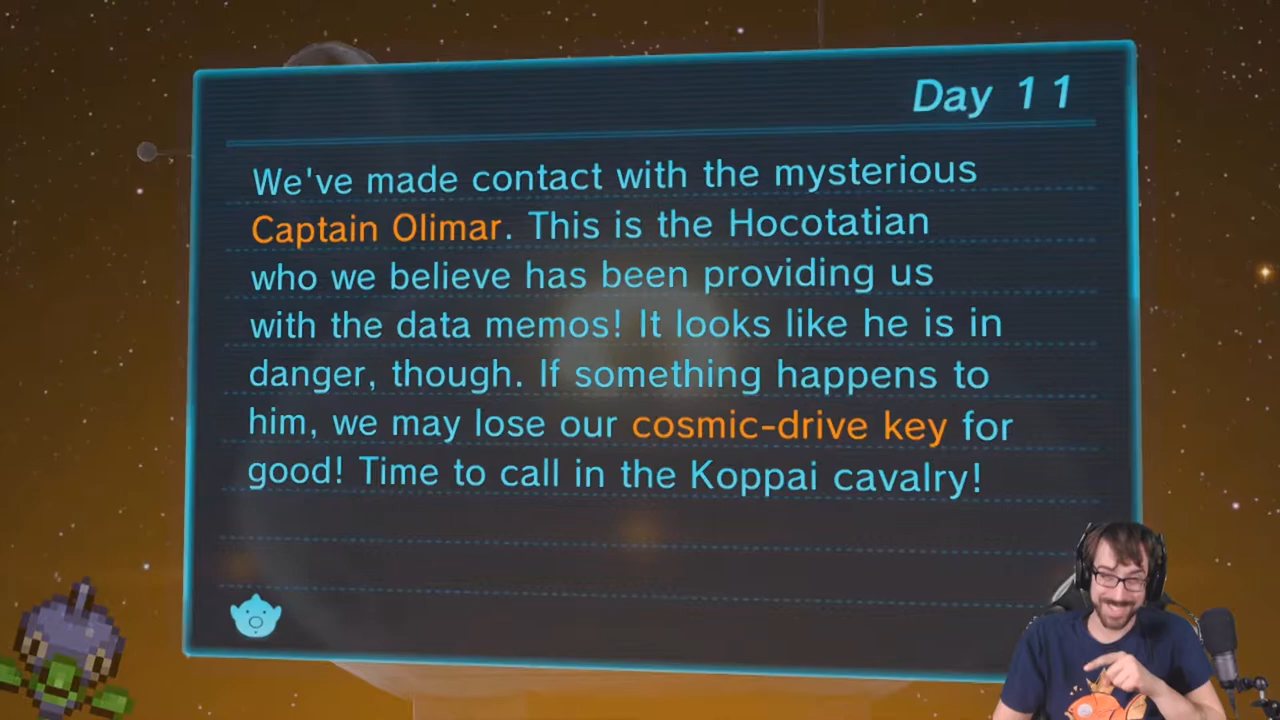 Day 11
We've made contact with the mysterious
Captain Olimar. This is the Hocotatian
who we believe has been providing us
with the data memos! It looks like he is in
danger, though. If something happens to
him, we may lose our cosmic-drive key for
good! Time to call in the Koppai cavalry!